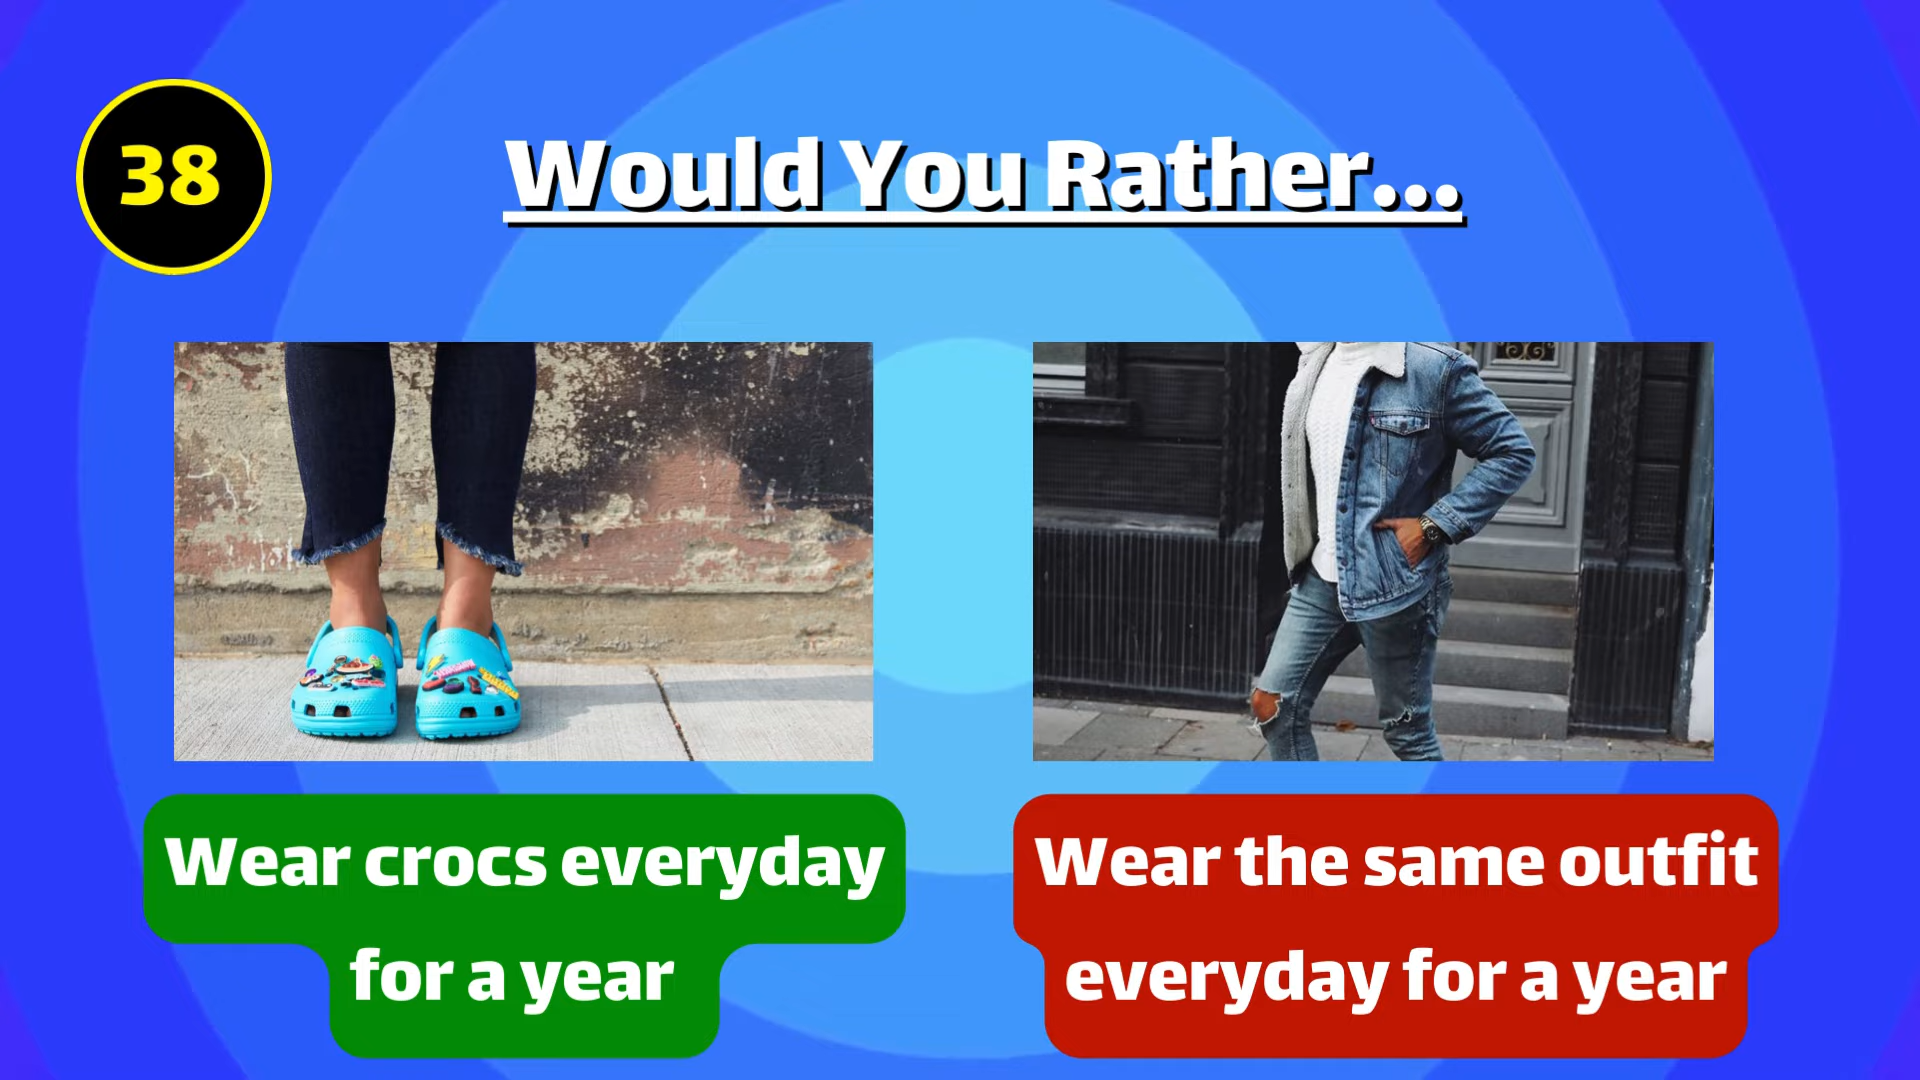 38
Would You Rather...
Wear crocs everyday
for a year
Wear the same outfit
everyday for a year